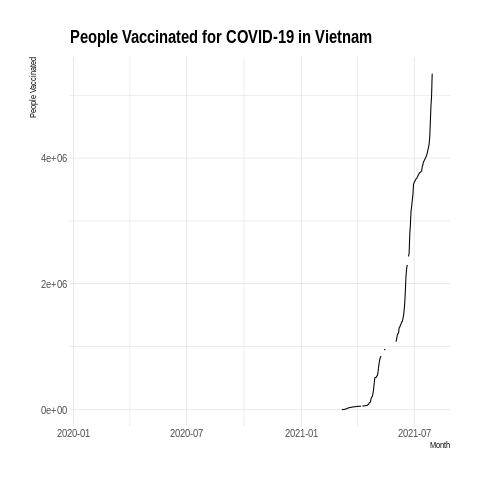 People Vaccinated for COVID-19 in Vietnam
People Vaccinated
4e+06
2e+06
0e+00
2020-01 2020-07 2021-01 2021-07
Month